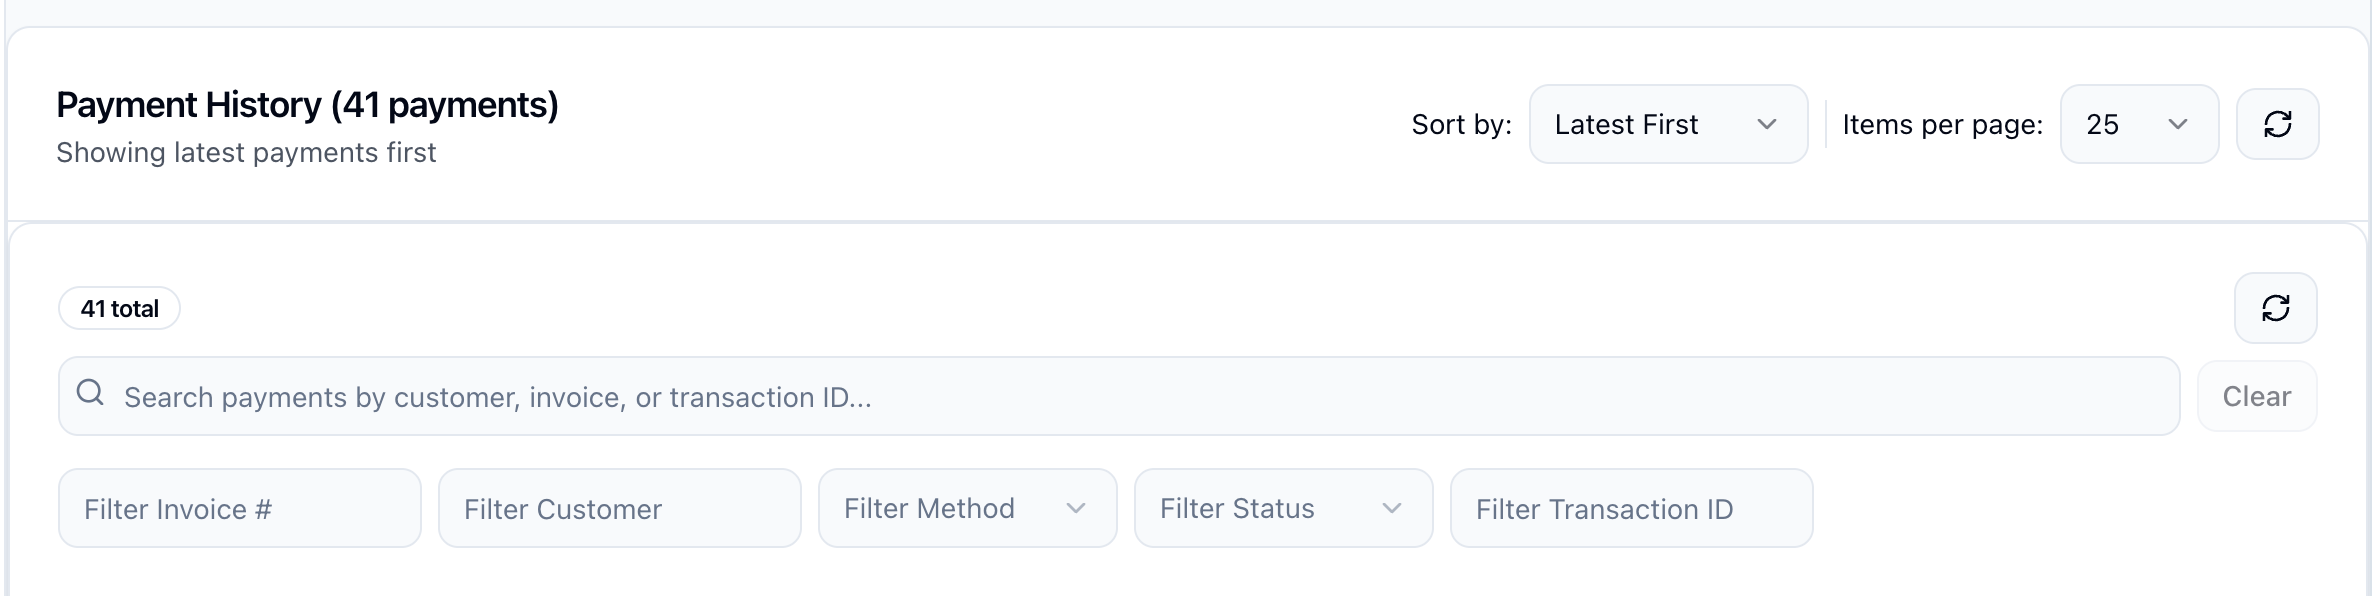 Payment History (41 payments)
Showing latest payments first
Sort by: Latest First Items per page: 25
41 total
Search payments by customer, invoice, or transaction ID...
Clear
Filter Invoice # Filter Customer Filter Method Filter Status Filter Transaction ID